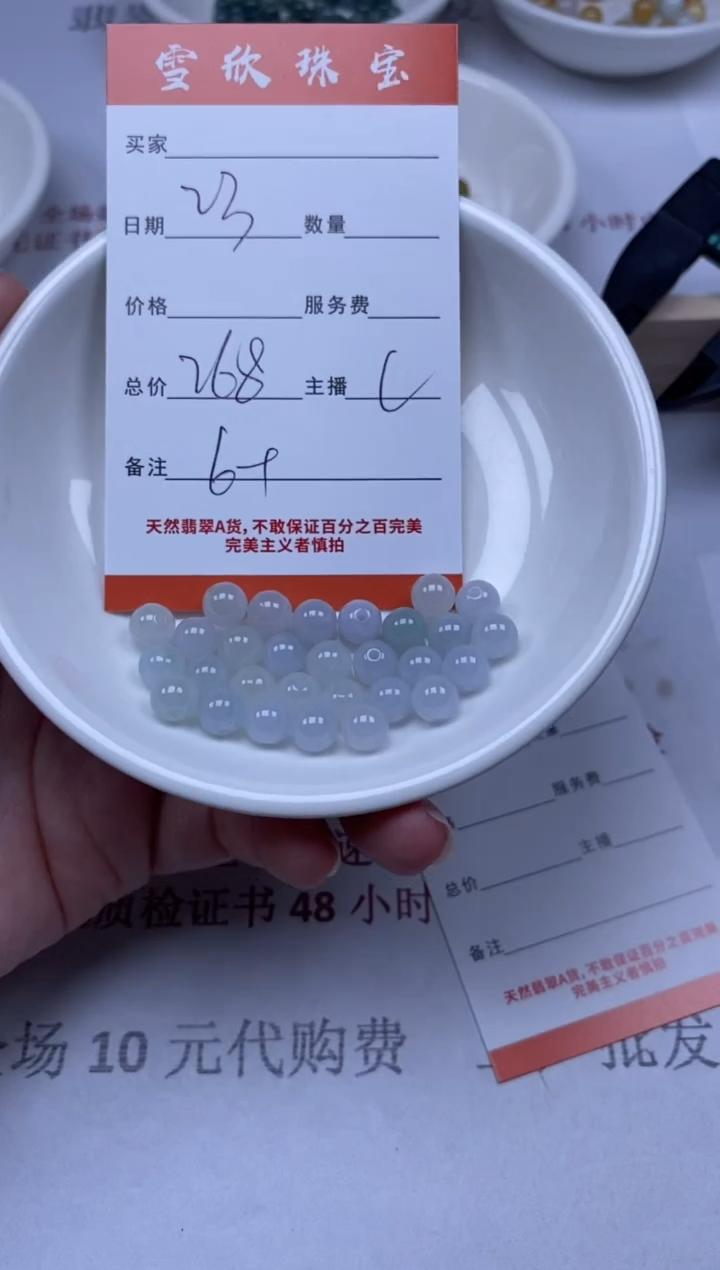 雪欣珠宝
买家
日期 23 数量
价格 服务费
总价 268 主播
备注 6+
天然翡翠A货,不敢保证百分之百完美
完美主义者慎拍
服务费
总价 主播
备注
天然翡翠A货,不敢保证百分之百完美
完美主义者慎拍
质检证书 48 小时
场 10 元代购费 批发